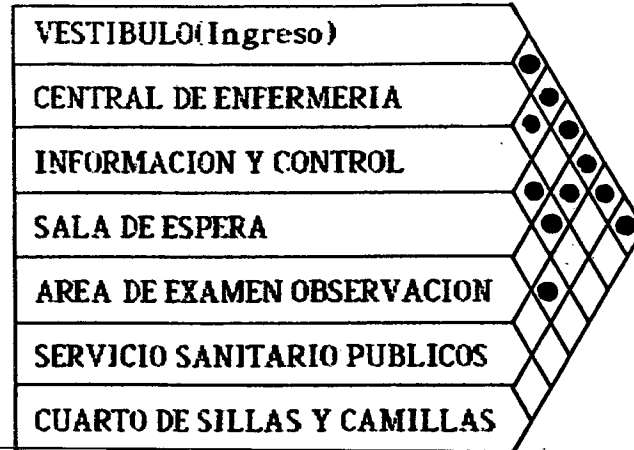 VESTIBULO(Ingreso)
CENTRAL DE ENFERMERIA
INFORMACION Y CONTROL
SALA DE ESPERA
AREA DE EXAMEN OBSERVACION
SERVICIO SANITARIO PUBLICOS
CUARTO DE SILLAS Y CAMILLAS